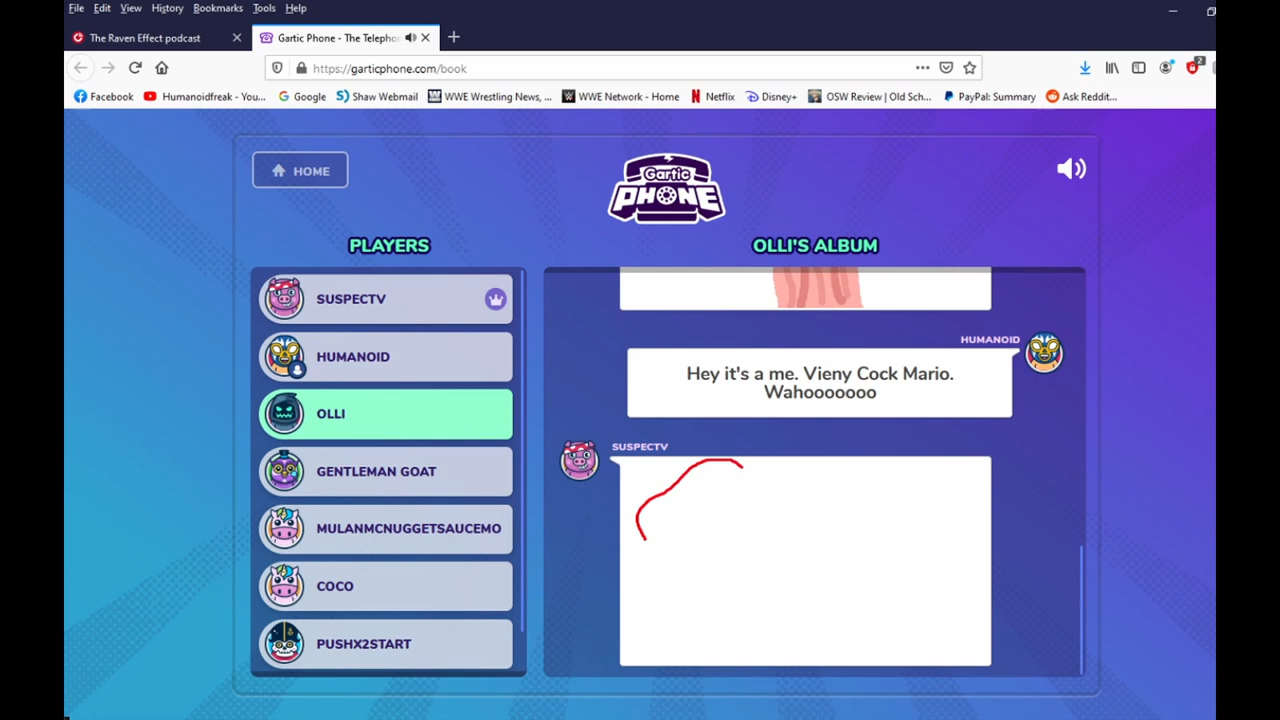 File Edit View History Bookmarks Tools Help
The Raven Effect podcast
Gartic Phone - The Telepho
https://garticphone.com/book
Facebook
Humanoidfreak - You...
Google
Shaw Webmail
WWE Wrestling News, ...
WWE Network - Home
Netflix
Disney+
OSW Review | Old Sch...
PayPal: Summary
Ask Reddit...
2
HOME
Gartic
PHONE
PLAYERS
OLLI'S ALBUM
SUSPECTV
HUMANOID
OLLI
GENTLEMAN GOAT
MULANMCNUGGETSAUCEMO
COCO
PUSHX2START
HUMANOID
Hey it's a me. Vieny Cock Mario.
Wahooooooo
SUSPECTV